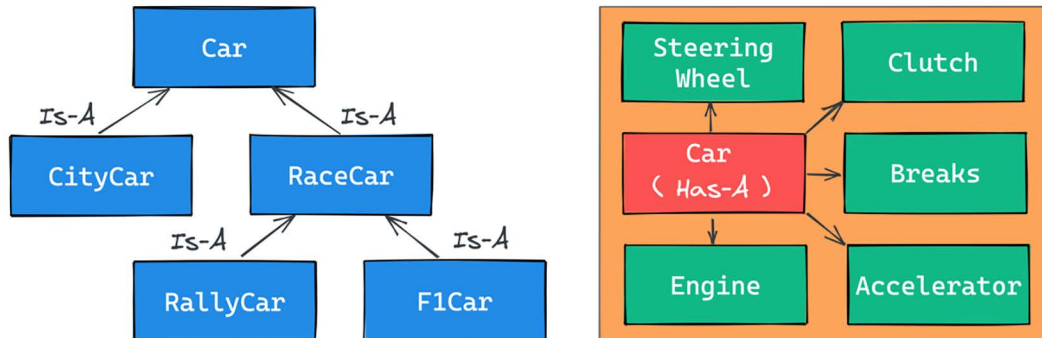 Car
Is-A
Is-A
CityCar
RaceCar
Is-A
Is-A
RallyCar
F1Car
Steering
Wheel
Clutch
Car
( Has-A )
Breaks
Engine
Accelerator